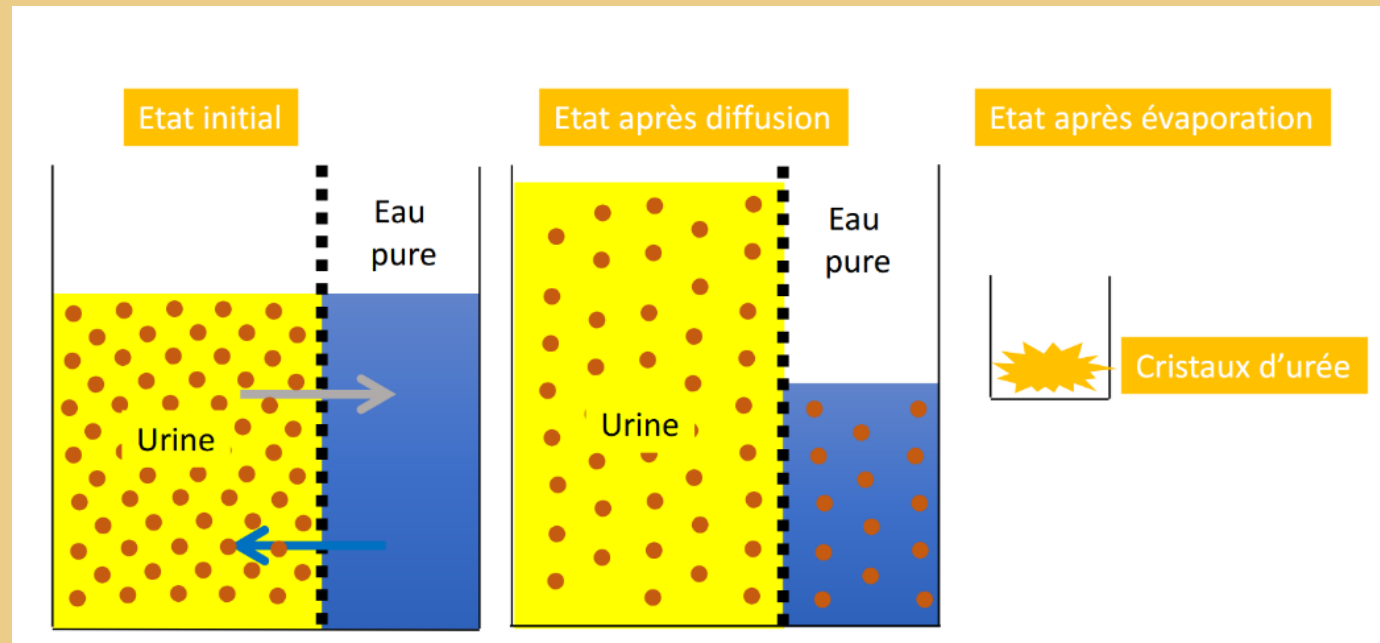 Etat initial
Etat après diffusion
Etat après évaporation
Eau
pure
Urine
Eau
pure
Urine
Cristaux d'urée